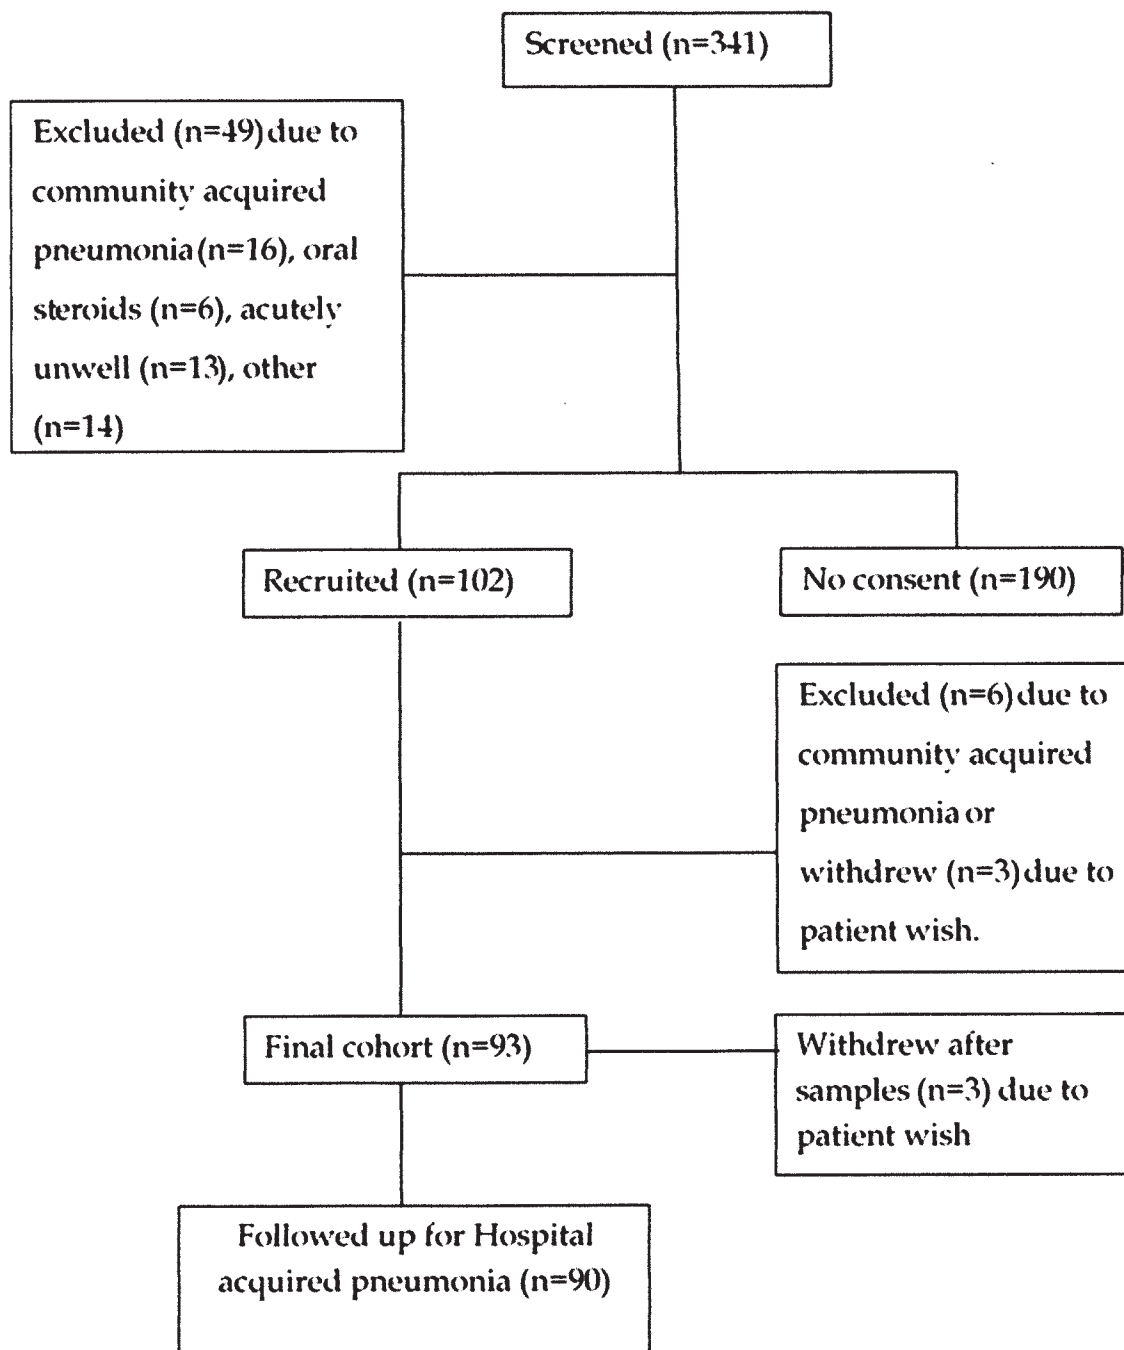 Screened (n=341)
Excluded (n=49) due to
community acquired
pneumonia (n=16), oral
steroids (n=6), acutely
unwell (n=13), other
(n=14)
Recruited (n=102)
No consent (n=190)
Excluded (n=6) due to
community acquired
pneumonia or
withdrew (n=3) due to
patient wish.
Final cohort (n=93)
Withdrew after
samples (n=3) due to
patient wish
Followed up for Hospital
acquired pneumonia (n=90)